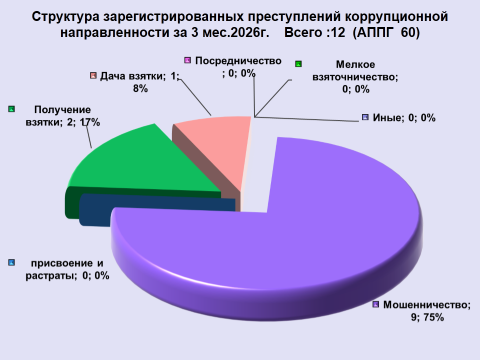 Структура зарегистрированных преступлений коррупционной
направленности за 3 мес.2026г. Всего :12 (АППГ 60)
Посредничество
; 0; 0%
Мелкое
взяточничество;
0; 0%
Дача взятки; 1;
8%
Получение
взятки; 2; 17%
Иные; 0; 0%
присвоение и
растраты; 0; 0%
Мошенничество;
9; 75%